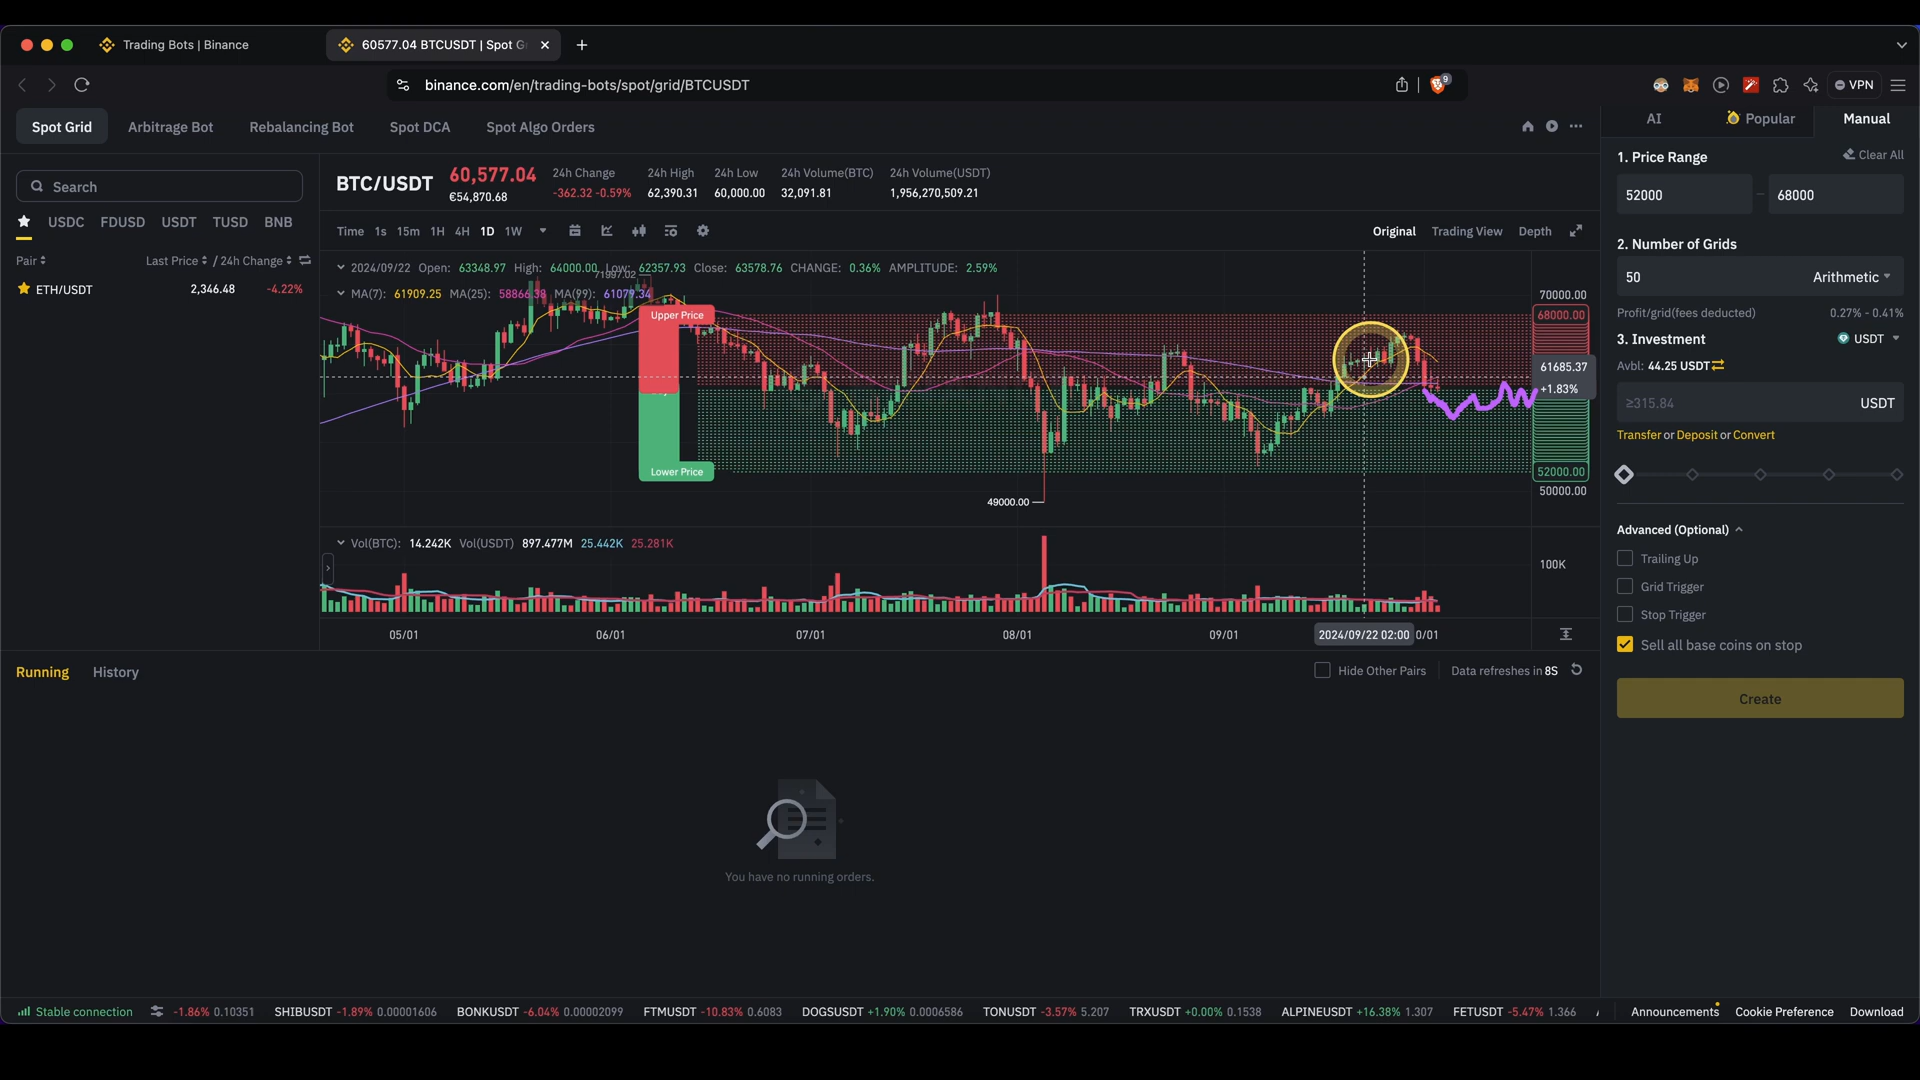 Trading Bots | Binance
60577.04 BTCUSDT | Spot G
binance.com/en/trading-bots/spot/grid/BTCUSDT
9
VPN
Spot Grid
Arbitrage Bot
Rebalancing Bot
Spot DCA
Spot Algo Orders
Search
USDC FDUSD USDT TUSD BNB
Pair
Last Price / 24h Change
ETH/USDT 2,346.48 -4.22%
BTC/USDT
60,577.04
€54,870.68
24h Change
-362.32 -0.59%
24h High
62,390.31
24h Low
60,000.00
24h Volume(BTC)
32,091.81
24h Volume(USDT)
1,956,270,509.21
Time 1s 15m 1H 4H 1D 1W
Original Trading View Depth
2024/09/22 Open: 63348.97 High: 64000.00 Low: 62357.93 Close: 63578.76 CHANGE: 0.36% AMPLITUDE: 2.59%
71997.02
MA(7): 61909.25 MA(25): 58866.38 MA(99): 61079.34
Upper Price
Lower Price
49000.00
70000.00
68000.00
61685.37
+1.83%
52000.00
50000.00
Vol(BTC): 14.242K Vol(USDT) 897.477M 25.442K 25.281K
100K
05/01 06/01 07/01 08/01 09/01 2024/09/22 02:00 0/01
AI
Popular
Manual
1. Price Range
Clear All
52000 – 68000
2. Number of Grids
50
Arithmetic
Profit/grid(fees deducted) 0.27% - 0.41%
3. Investment
USDT
Avbl: 44.25 USDT
≥315.84 USDT
Transfer or Deposit or Convert
Advanced (Optional)
Trailing Up
Grid Trigger
Stop Trigger
Sell all base coins on stop
Create
Running
History
Hide Other Pairs
Data refreshes in 8S
You have no running orders.
Stable connection
-1.86% 0.10351 SHIBUSDT -1.89% 0.00001606 BONKUSDT -6.04% 0.00002099 FTMUSDT -10.83% 0.6083 DOGSUSDT +1.90% 0.0006586 TONUSDT -3.57% 5.207 TRXUSDT +0.00% 0.1538 ALPINEUSDT +16.38% 1.307 FETUSDT -5.47% 1.366
Announcements Cookie Preference Download